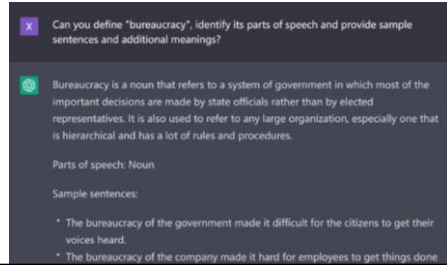 X
Can you define "bureaucracy", identify its parts of speech and provide sample
sentences and additional meanings?
Bureaucracy is a noun that refers to a system of government in which most of the
important decisions are made by state officials rather than by elected
representatives. It is also used to refer to any large organization, especially one that
is hierarchical and has a lot of rules and procedures.
Parts of speech: Noun
Sample sentences:
* The bureaucracy of the government made it difficult for the citizens to get their
voices heard.
* The bureaucracy of the company made it hard for employees to get things done